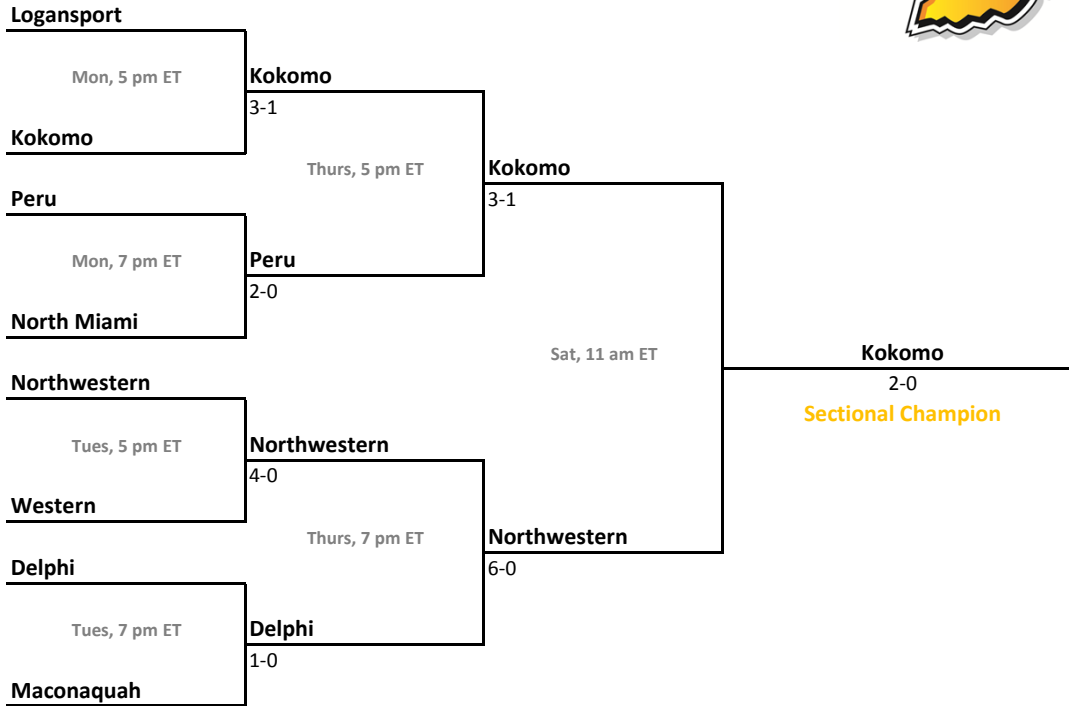 Logansport
Mon, 5 pm ET
Kokomo
3-1
Kokomo
Thurs, 5 pm ET
Kokomo
3-1
Peru
Mon, 7 pm ET
Peru
2-0
North Miami
Sat, 11 am ET
Kokomo
2-0
Sectional Champion
Northwestern
Tues, 5 pm ET
Northwestern
4-0
Western
Thurs, 7 pm ET
Northwestern
6-0
Delphi
Tues, 7 pm ET
Delphi
1-0
Maconaquah